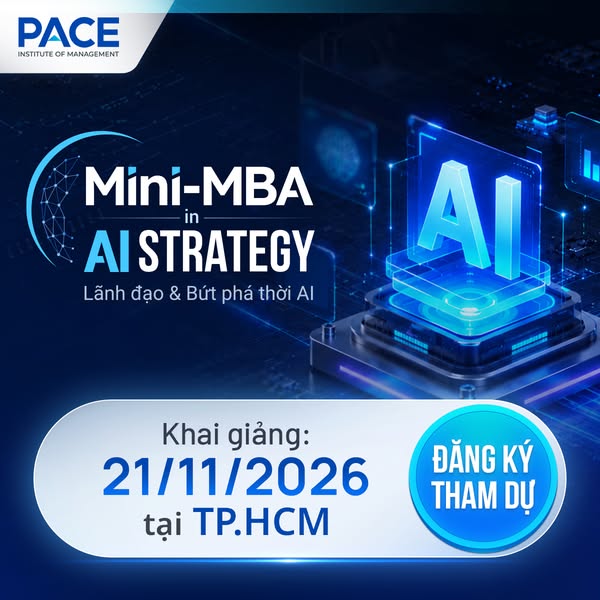 PACE
INSTITUTE OF MANAGEMENT
Mini-MBA
in
AI STRATEGY
Lãnh đạo & Bứt phá thời AI
AI
Khai giảng:
21/11/2026
tại TP.HCM
ĐĂNG KÝ
THAM DỰ